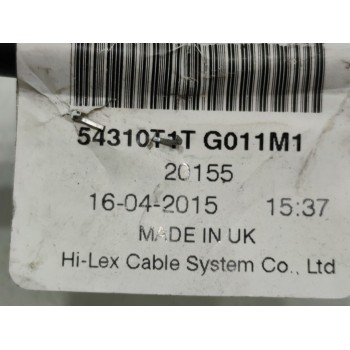 54310T1T G011M1
20155
16-04-2015 15:37
MADE IN UK
Hi-Lex Cable System Co., Ltd